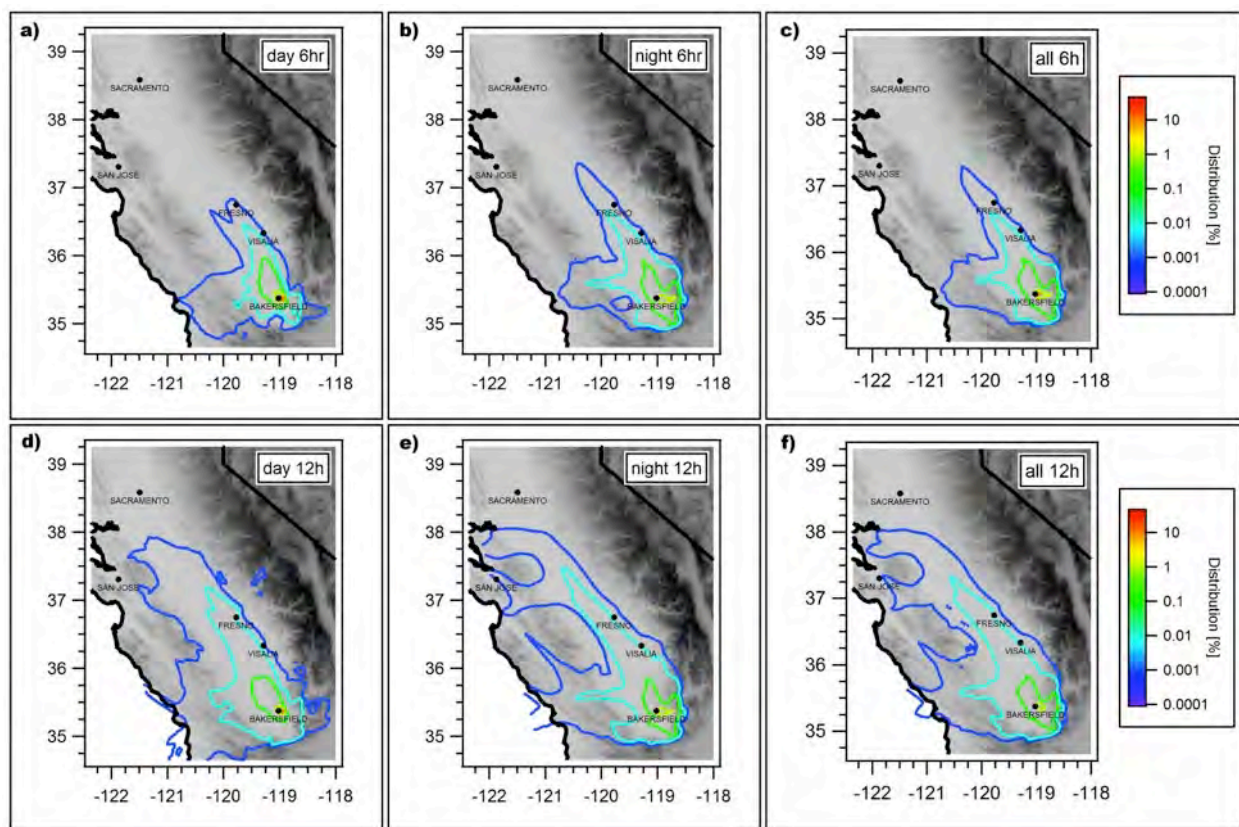 a)
day 6hr
39
38
37
36
35
SACRAMENTO
SAN JOSE
FRESNO
VISALIA
BAKERSFIELD
-122 -121 -120 -119 -118
b)
night 6hr
39
38
37
36
35
SACRAMENTO
SAN JOSE
FRESNO
VISALIA
BAKERSFIELD
-122 -121 -120 -119 -118
c)
all 6h
39
38
37
36
35
SACRAMENTO
SAN JOSE
FRESNO
VISALIA
BAKERSFIELD
-122 -121 -120 -119 -118
10
1
0.1
0.01
0.001
0.0001
Distribution [%]
d)
day 12h
39
38
37
36
35
SACRAMENTO
SAN JOSE
FRESNO
VISALIA
BAKERSFIELD
-122 -121 -120 -119 -118
e)
night 12h
39
38
37
36
35
SACRAMENTO
SAN JOSE
FRESNO
VISALIA
BAKERSFIELD
-122 -121 -120 -119 -118
f)
all 12h
39
38
37
36
35
SACRAMENTO
SAN JOSE
FRESNO
VISALIA
BAKERSFIELD
-122 -121 -120 -119 -118
10
1
0.1
0.01
0.001
0.0001
Distribution [%]